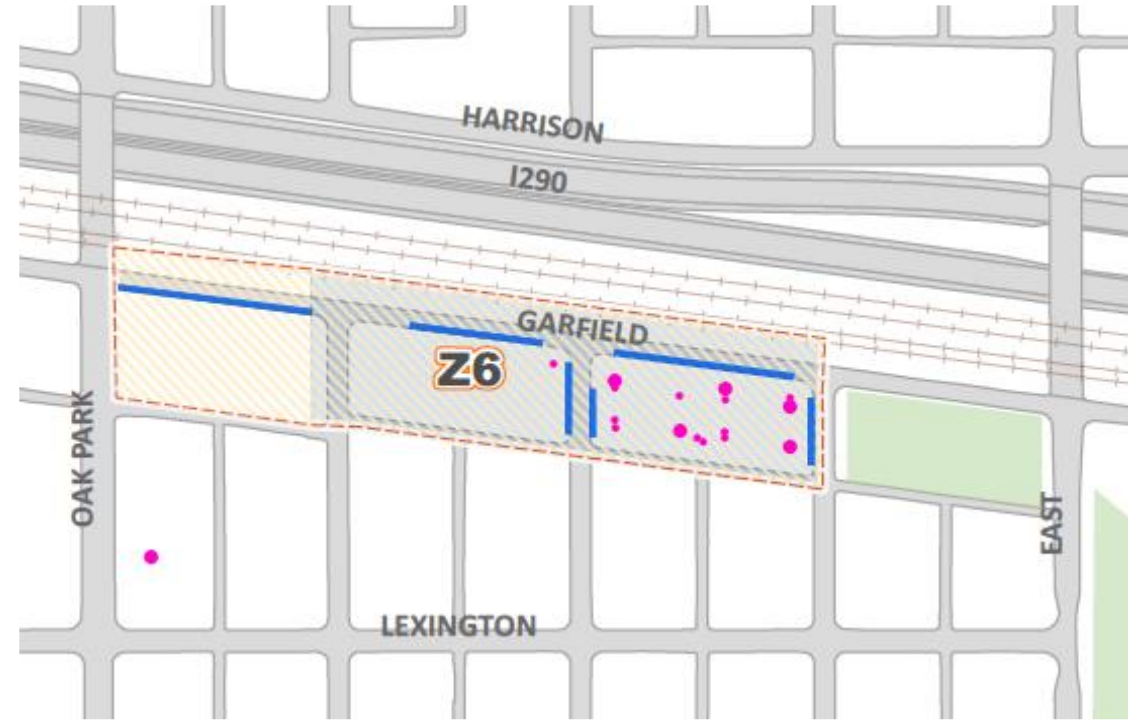 HARRISON
I290
GARFIELD
Z6
OAK PARK
EAST
LEXINGTON